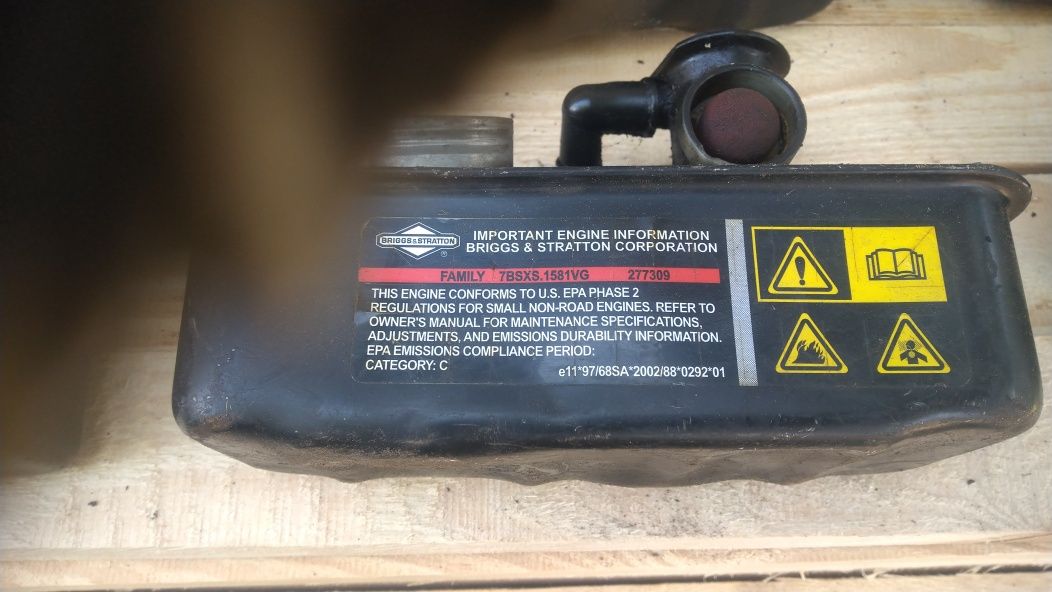 BRIGGS&STRATTON ®
IMPORTANT ENGINE INFORMATION
BRIGGS & STRATTON CORPORATION
FAMILY 7BSXS.1581VG 277309
THIS ENGINE CONFORMS TO U.S. EPA PHASE 2
REGULATIONS FOR SMALL NON-ROAD ENGINES. REFER TO
OWNER'S MANUAL FOR MAINTENANCE SPECIFICATIONS,
ADJUSTMENTS, AND EMISSIONS DURABILITY INFORMATION.
EPA EMISSIONS COMPLIANCE PERIOD:
CATEGORY: C
e11*97/68SA*2002/88*0292*01